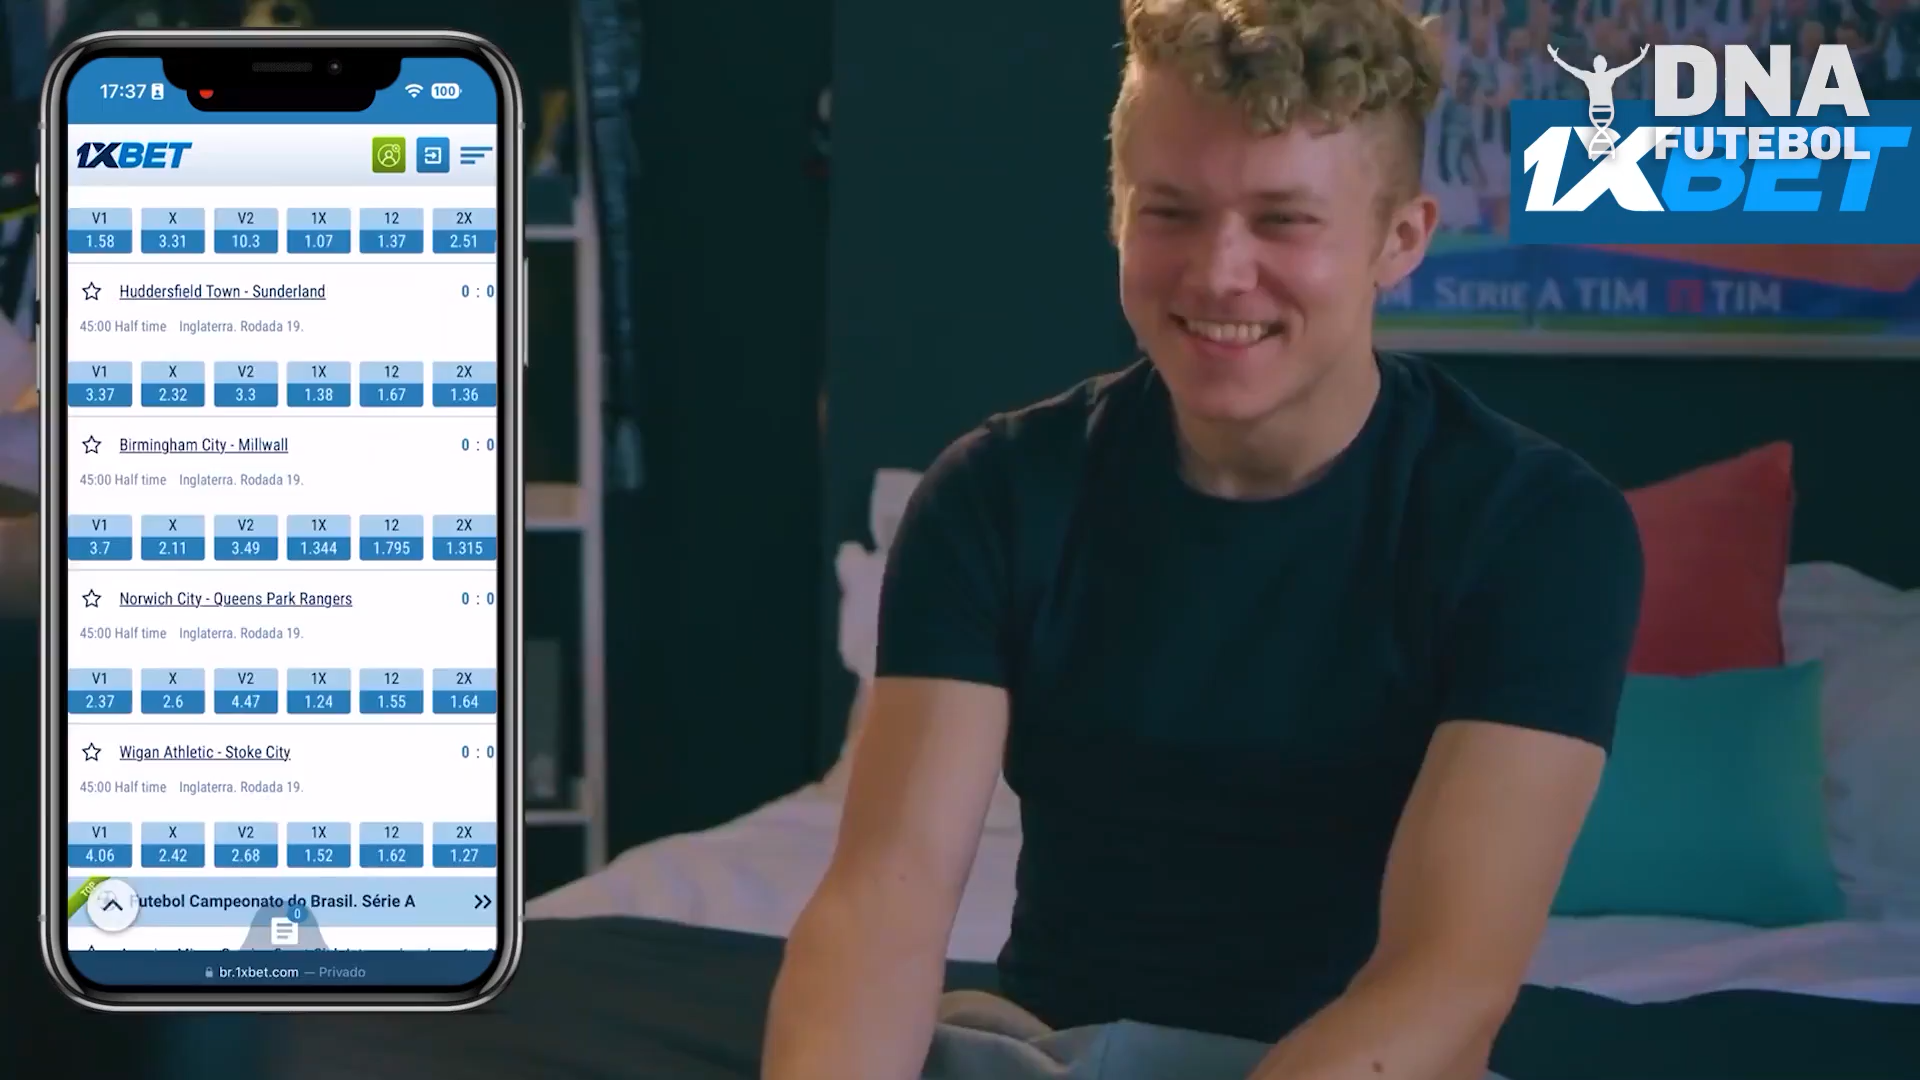 17:37
100
1XBET
V1 X V2 1X 12 2X
1.58 3.31 10.3 1.07 1.37 2.51
Huddersfield Town - Sunderland 0 : 0
45:00 Half time Inglaterra. Rodada 19.
V1 X V2 1X 12 2X
3.37 2.32 3.3 1.38 1.67 1.36
Birmingham City - Millwall 0 : 0
45:00 Half time Inglaterra. Rodada 19.
V1 X V2 1X 12 2X
3.7 2.11 3.49 1.344 1.795 1.315
Norwich City - Queens Park Rangers 0 : 0
45:00 Half time Inglaterra. Rodada 19.
V1 X V2 1X 12 2X
2.37 2.6 4.47 1.24 1.55 1.64
Wigan Athletic - Stoke City 0 : 0
45:00 Half time Inglaterra. Rodada 19.
V1 X V2 1X 12 2X
4.06 2.42 2.68 1.52 1.62 1.27
TOP
Futebol Campeonato do Brasil. Série A
0
br.1xbet.com — Privado
DNA
FUTEBOL
1XBET
SERIE A TIM TIM